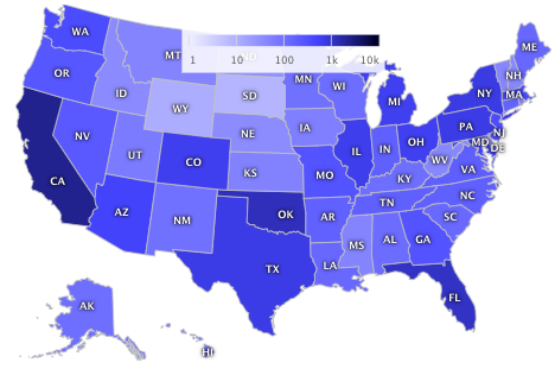 WA
MT
ND
ME
OR
ID
WY
SD
MN
WI
MI
NY
NH
MA
1 10 100 1k 10k
NV
UT
CO
NE
IA
IL
IN
OH
PA
NJ
MD
DE
CA
KS
MO
KY
WV
VA
AZ
NM
OK
AR
TN
NC
SC
TX
LA
MS
AL
GA
FL
AK
HI